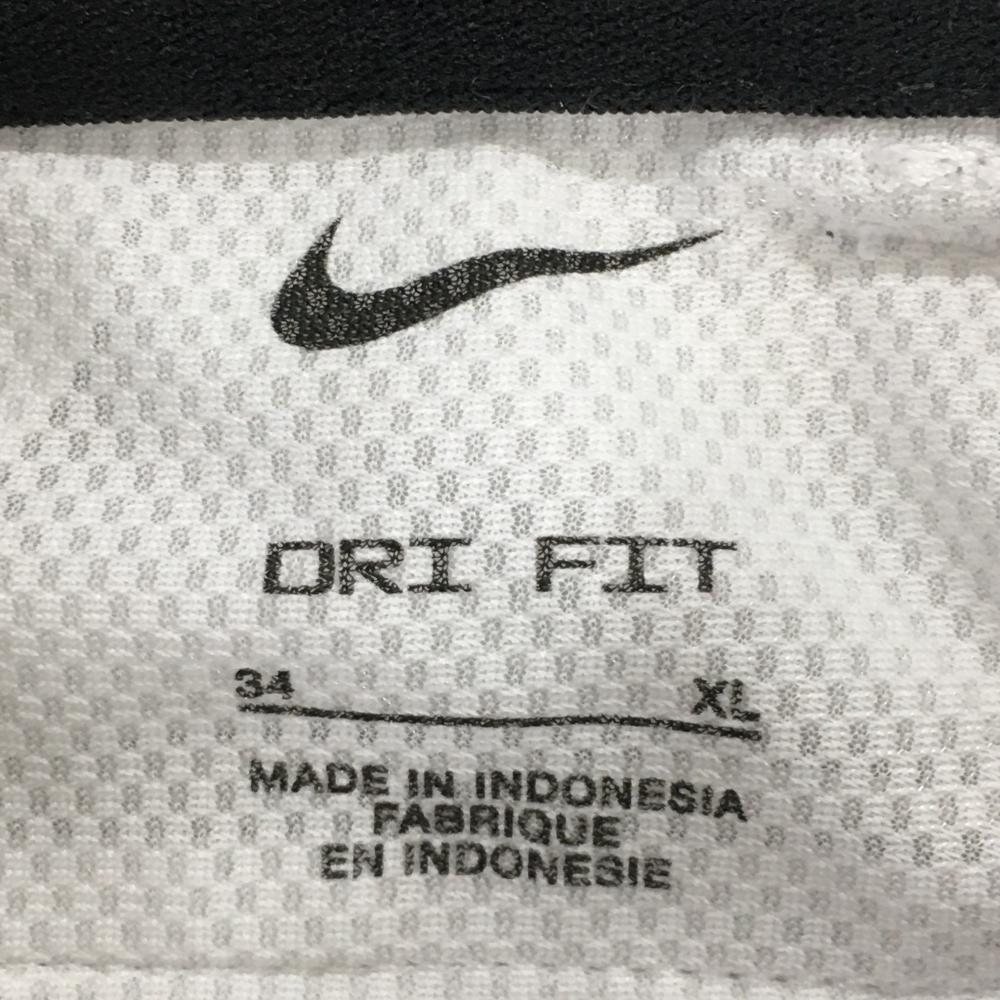 DRI FIT
34 XL
MADE IN INDONESIA
FABRIQUE
EN INDONESIE